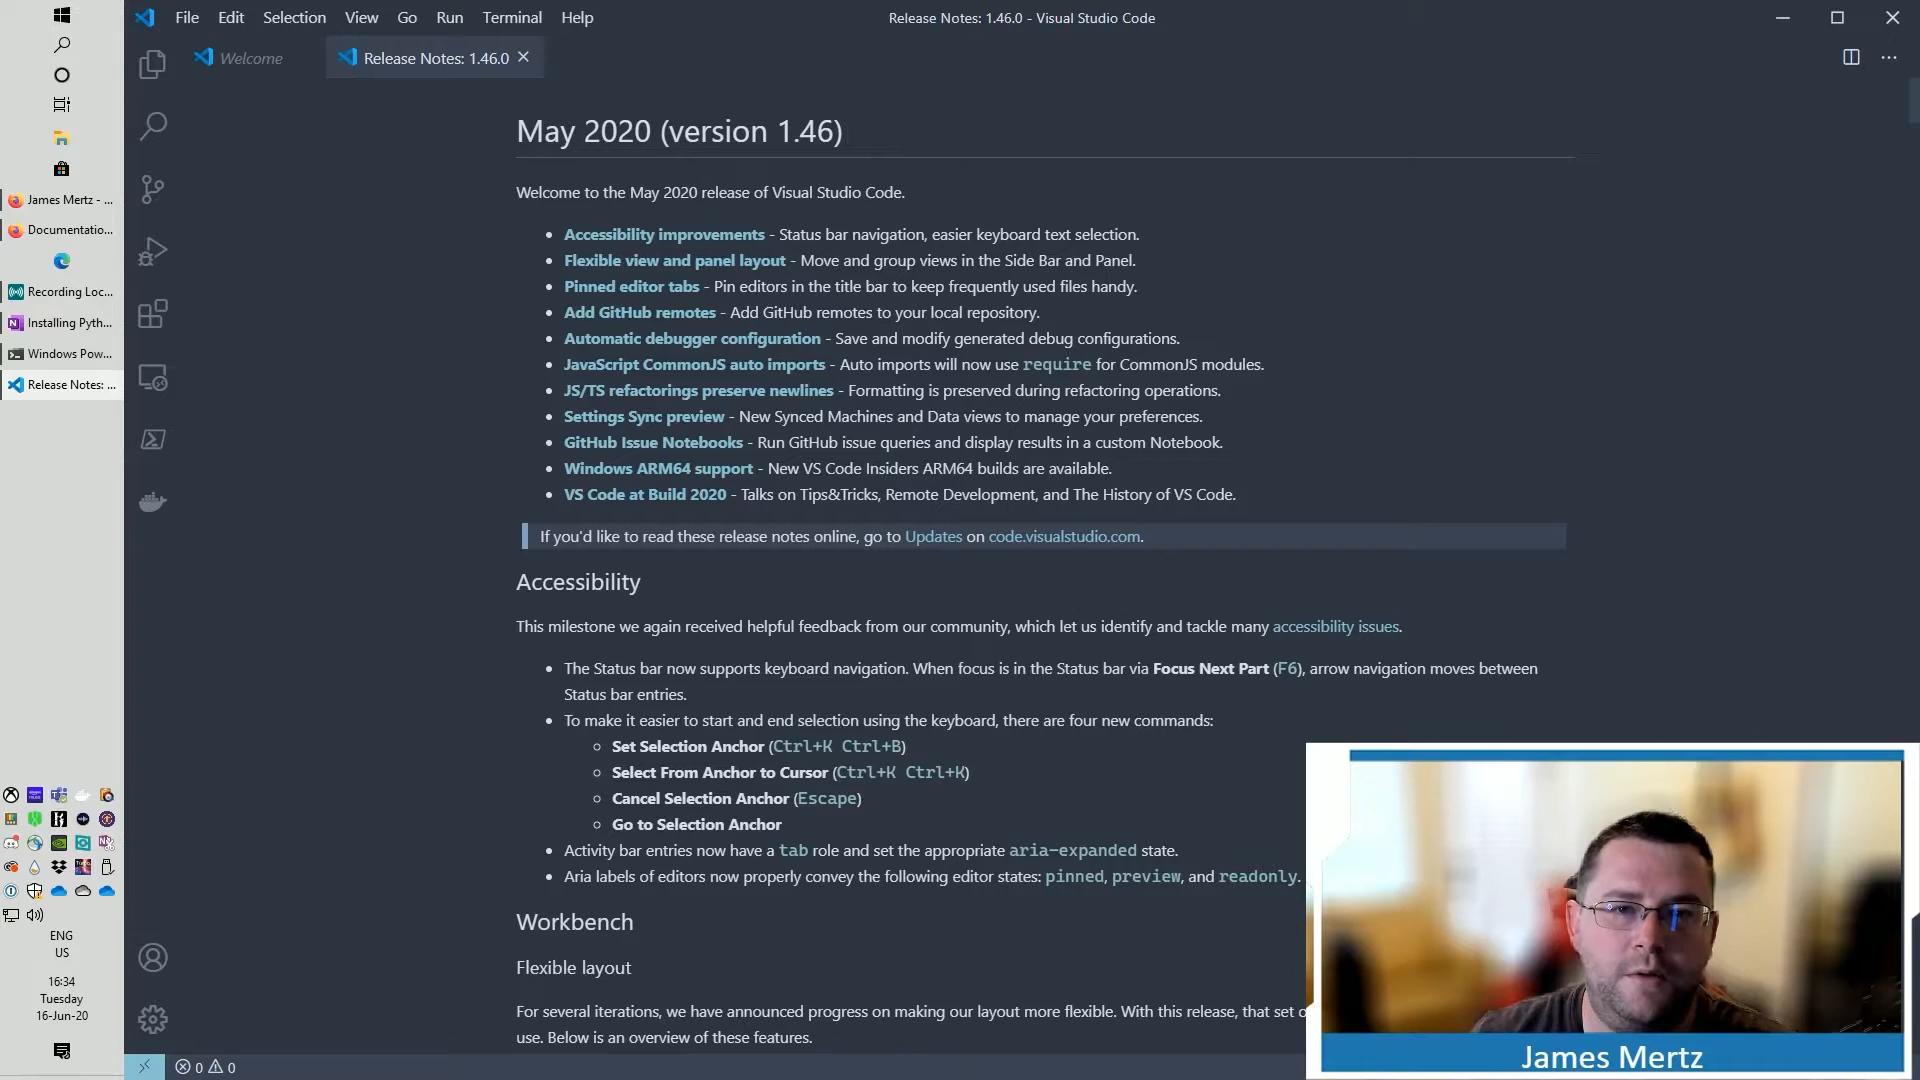 File Edit Selection View Go Run Terminal Help
Release Notes: 1.46.0 - Visual Studio Code
Welcome
Release Notes: 1.46.0
James Mertz - ...
Documentatio...
Recording Loc...
Installing Pyth...
Windows Pow...
Release Notes: ...
ENG
US
16:34
Tuesday
16-Jun-20
May 2020 (version 1.46)
Welcome to the May 2020 release of Visual Studio Code.
• Accessibility improvements - Status bar navigation, easier keyboard text selection.
• Flexible view and panel layout - Move and group views in the Side Bar and Panel.
• Pinned editor tabs - Pin editors in the title bar to keep frequently used files handy.
• Add GitHub remotes - Add GitHub remotes to your local repository.
• Automatic debugger configuration - Save and modify generated debug configurations.
• JavaScript CommonJS auto imports - Auto imports will now use require for CommonJS modules.
• JS/TS refactorings preserve newlines - Formatting is preserved during refactoring operations.
• Settings Sync preview - New Synced Machines and Data views to manage your preferences.
• GitHub Issue Notebooks - Run GitHub issue queries and display results in a custom Notebook.
• Windows ARM64 support - New VS Code Insiders ARM64 builds are available.
• VS Code at Build 2020 - Talks on Tips&Tricks, Remote Development, and The History of VS Code.
If you'd like to read these release notes online, go to Updates on code.visualstudio.com.
Accessibility
This milestone we again received helpful feedback from our community, which let us identify and tackle many accessibility issues.
• The Status bar now supports keyboard navigation. When focus is in the Status bar via Focus Next Part (F6), arrow navigation moves between
Status bar entries.
• To make it easier to start and end selection using the keyboard, there are four new commands:
◦ Set Selection Anchor (Ctrl+K Ctrl+B)
◦ Select From Anchor to Cursor (Ctrl+K Ctrl+K)
◦ Cancel Selection Anchor (Escape)
◦ Go to Selection Anchor
• Activity bar entries now have a tab role and set the appropriate aria-expanded state.
• Aria labels of editors now properly convey the following editor states: pinned, preview, and readonly.
Workbench
Flexible layout
For several iterations, we have announced progress on making our layout more flexible. With this release, that set o
use. Below is an overview of these features.
0 0
James Mertz